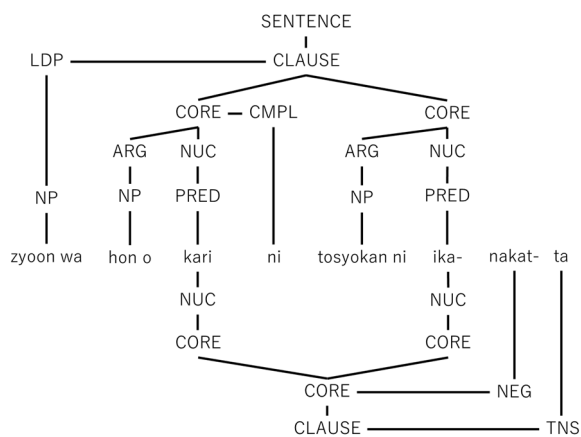 SENTENCE
LDP CLAUSE
CORE CMPL CORE
ARG NUC ARG NUC
NP NP PRED NP PRED
zyoon wa hon o kari ni tosyokan ni ika- nakat- ta
NUC NUC
CORE CORE
CORE NEG
CLAUSE TNS